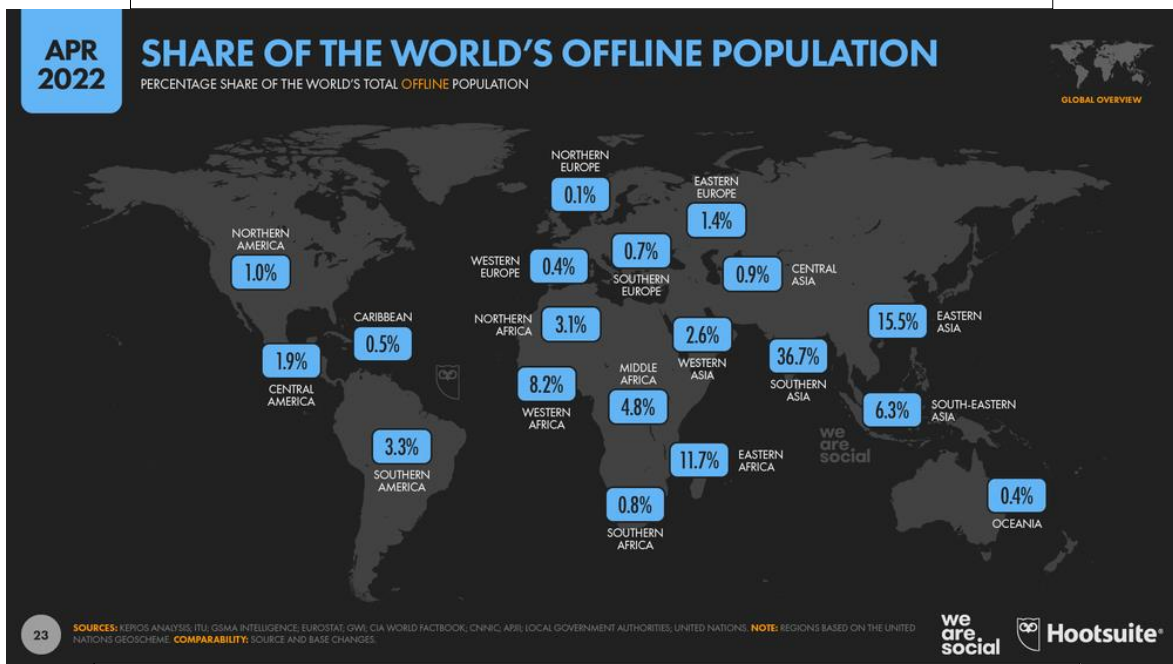 APR
2022
SHARE OF THE WORLD'S OFFLINE POPULATION
PERCENTAGE SHARE OF THE WORLD'S TOTAL OFFLINE POPULATION
GLOBAL OVERVIEW
NORTHERN
EUROPE
0.1%
EASTERN
EUROPE
1.4%
NORTHERN
AMERICA
1.0%
WESTERN
EUROPE
0.4%
0.7%
SOUTHERN
EUROPE
0.9%
CENTRAL
ASIA
CARIBBEAN
0.5%
NORTHERN
AFRICA
3.1%
2.6%
WESTERN
ASIA
15.5%
EASTERN
ASIA
1.9%
CENTRAL
AMERICA
36.7%
SOUTHERN
ASIA
8.2%
WESTERN
AFRICA
MIDDLE
AFRICA
4.8%
6.3%
SOUTH-EASTERN
ASIA
3.3%
SOUTHERN
AMERICA
11.7%
EASTERN
AFRICA
we
are.
social
0.8%
SOUTHERN
AFRICA
0.4%
OCEANIA
23
SOURCES: KEPIOS ANALYSIS; ITU; GSMA INTELLIGENCE; EUROSTAT; GWI; CIA WORLD FACTBOOK; CNNIC; APJII; LOCAL GOVERNMENT AUTHORITIES; UNITED NATIONS. NOTE: REGIONS BASED ON THE UNITED
NATIONS GEOSCHEME. COMPARABILITY: SOURCE AND BASE CHANGES.
we
are.
social
Hootsuite®